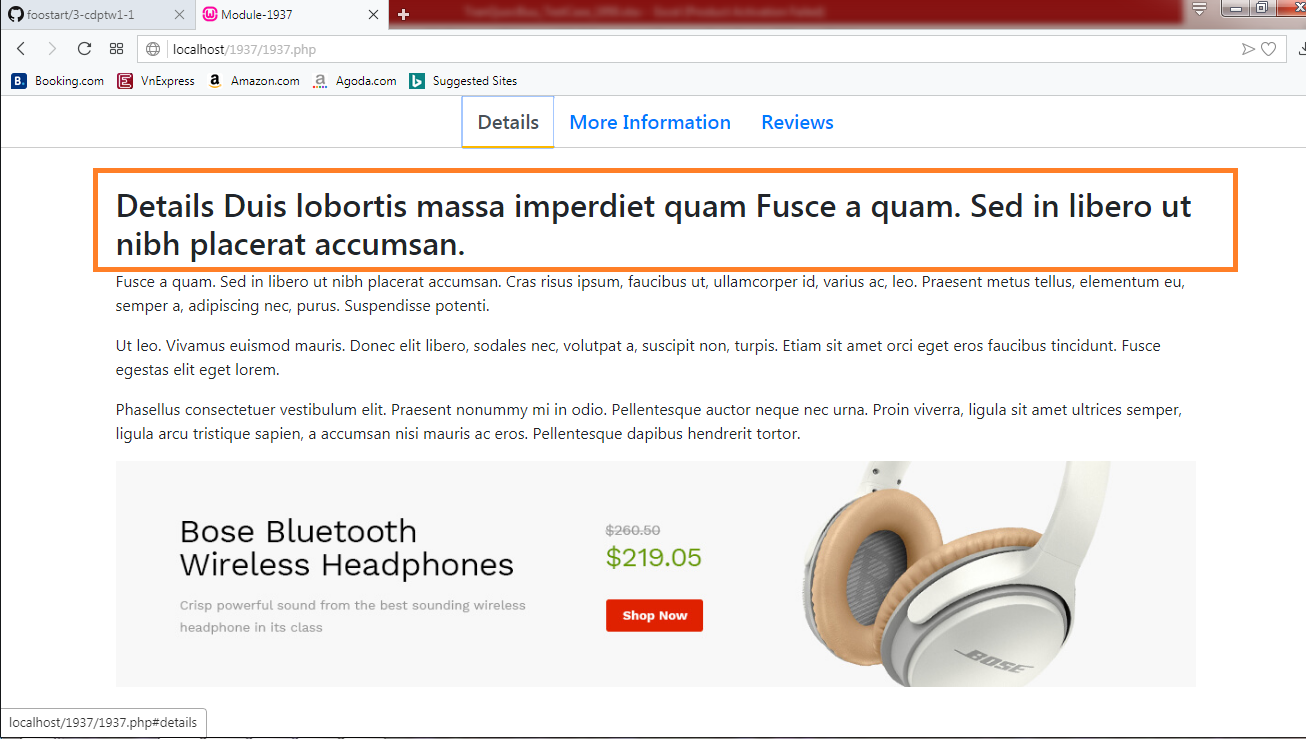 foostart/3-cdptw1-1
Module-1937
localhost/1937/1937.php
Booking.com
VnExpress
Amazon.com
Agoda.com
Suggested Sites
Details
More Information
Reviews
Details Duis lobortis massa imperdiet quam Fusce a quam. Sed in libero ut
nibh placerat accumsan.
Fusce a quam. Sed in libero ut nibh placerat accumsan. Cras risus ipsum, faucibus ut, ullamcorper id, varius ac, leo. Praesent metus tellus, elementum eu,
semper a, adipiscing nec, purus. Suspendisse potenti.
Ut leo. Vivamus euismod mauris. Donec elit libero, sodales nec, volutpat a, suscipit non, turpis. Etiam sit amet orci eget eros faucibus tincidunt. Fusce
egestas elit eget lorem.
Phasellus consectetuer vestibulum elit. Praesent nonummy mi in odio. Pellentesque auctor neque nec urna. Proin viverra, ligula sit amet ultrices semper,
ligula arcu tristique sapien, a accumsan nisi mauris ac eros. Pellentesque dapibus hendrerit tortor.
Bose Bluetooth
Wireless Headphones
Crisp powerful sound from the best sounding wireless
headphone in its class
$260.50
$219.05
Shop Now
BOSE
localhost/1937/1937.php#details